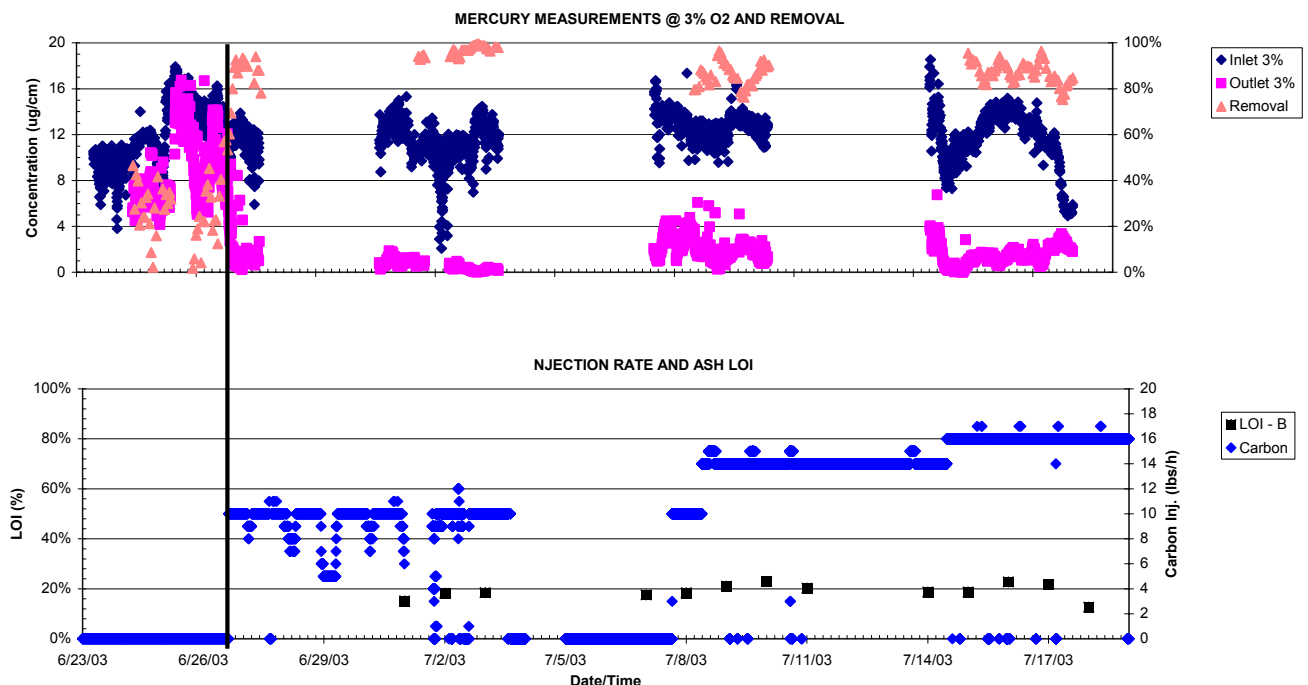 MERCURY MEASUREMENTS @ 3% O2 AND REMOVAL
20
16
12
8
4
0
Concentration (ug/cm)
100%
80%
60%
40%
20%
0%
Inlet 3%
Outlet 3%
Removal
NJECTION RATE AND ASH LOI
100%
80%
60%
40%
20%
0%
LOI (%)
20
18
16
14
12
10
8
6
4
2
0
Carbon Inj. (lbs/h)
LOI - B
Carbon
6/23/03 6/26/03 6/29/03 7/2/03 7/5/03 7/8/03 7/11/03 7/14/03 7/17/03
Date/Time